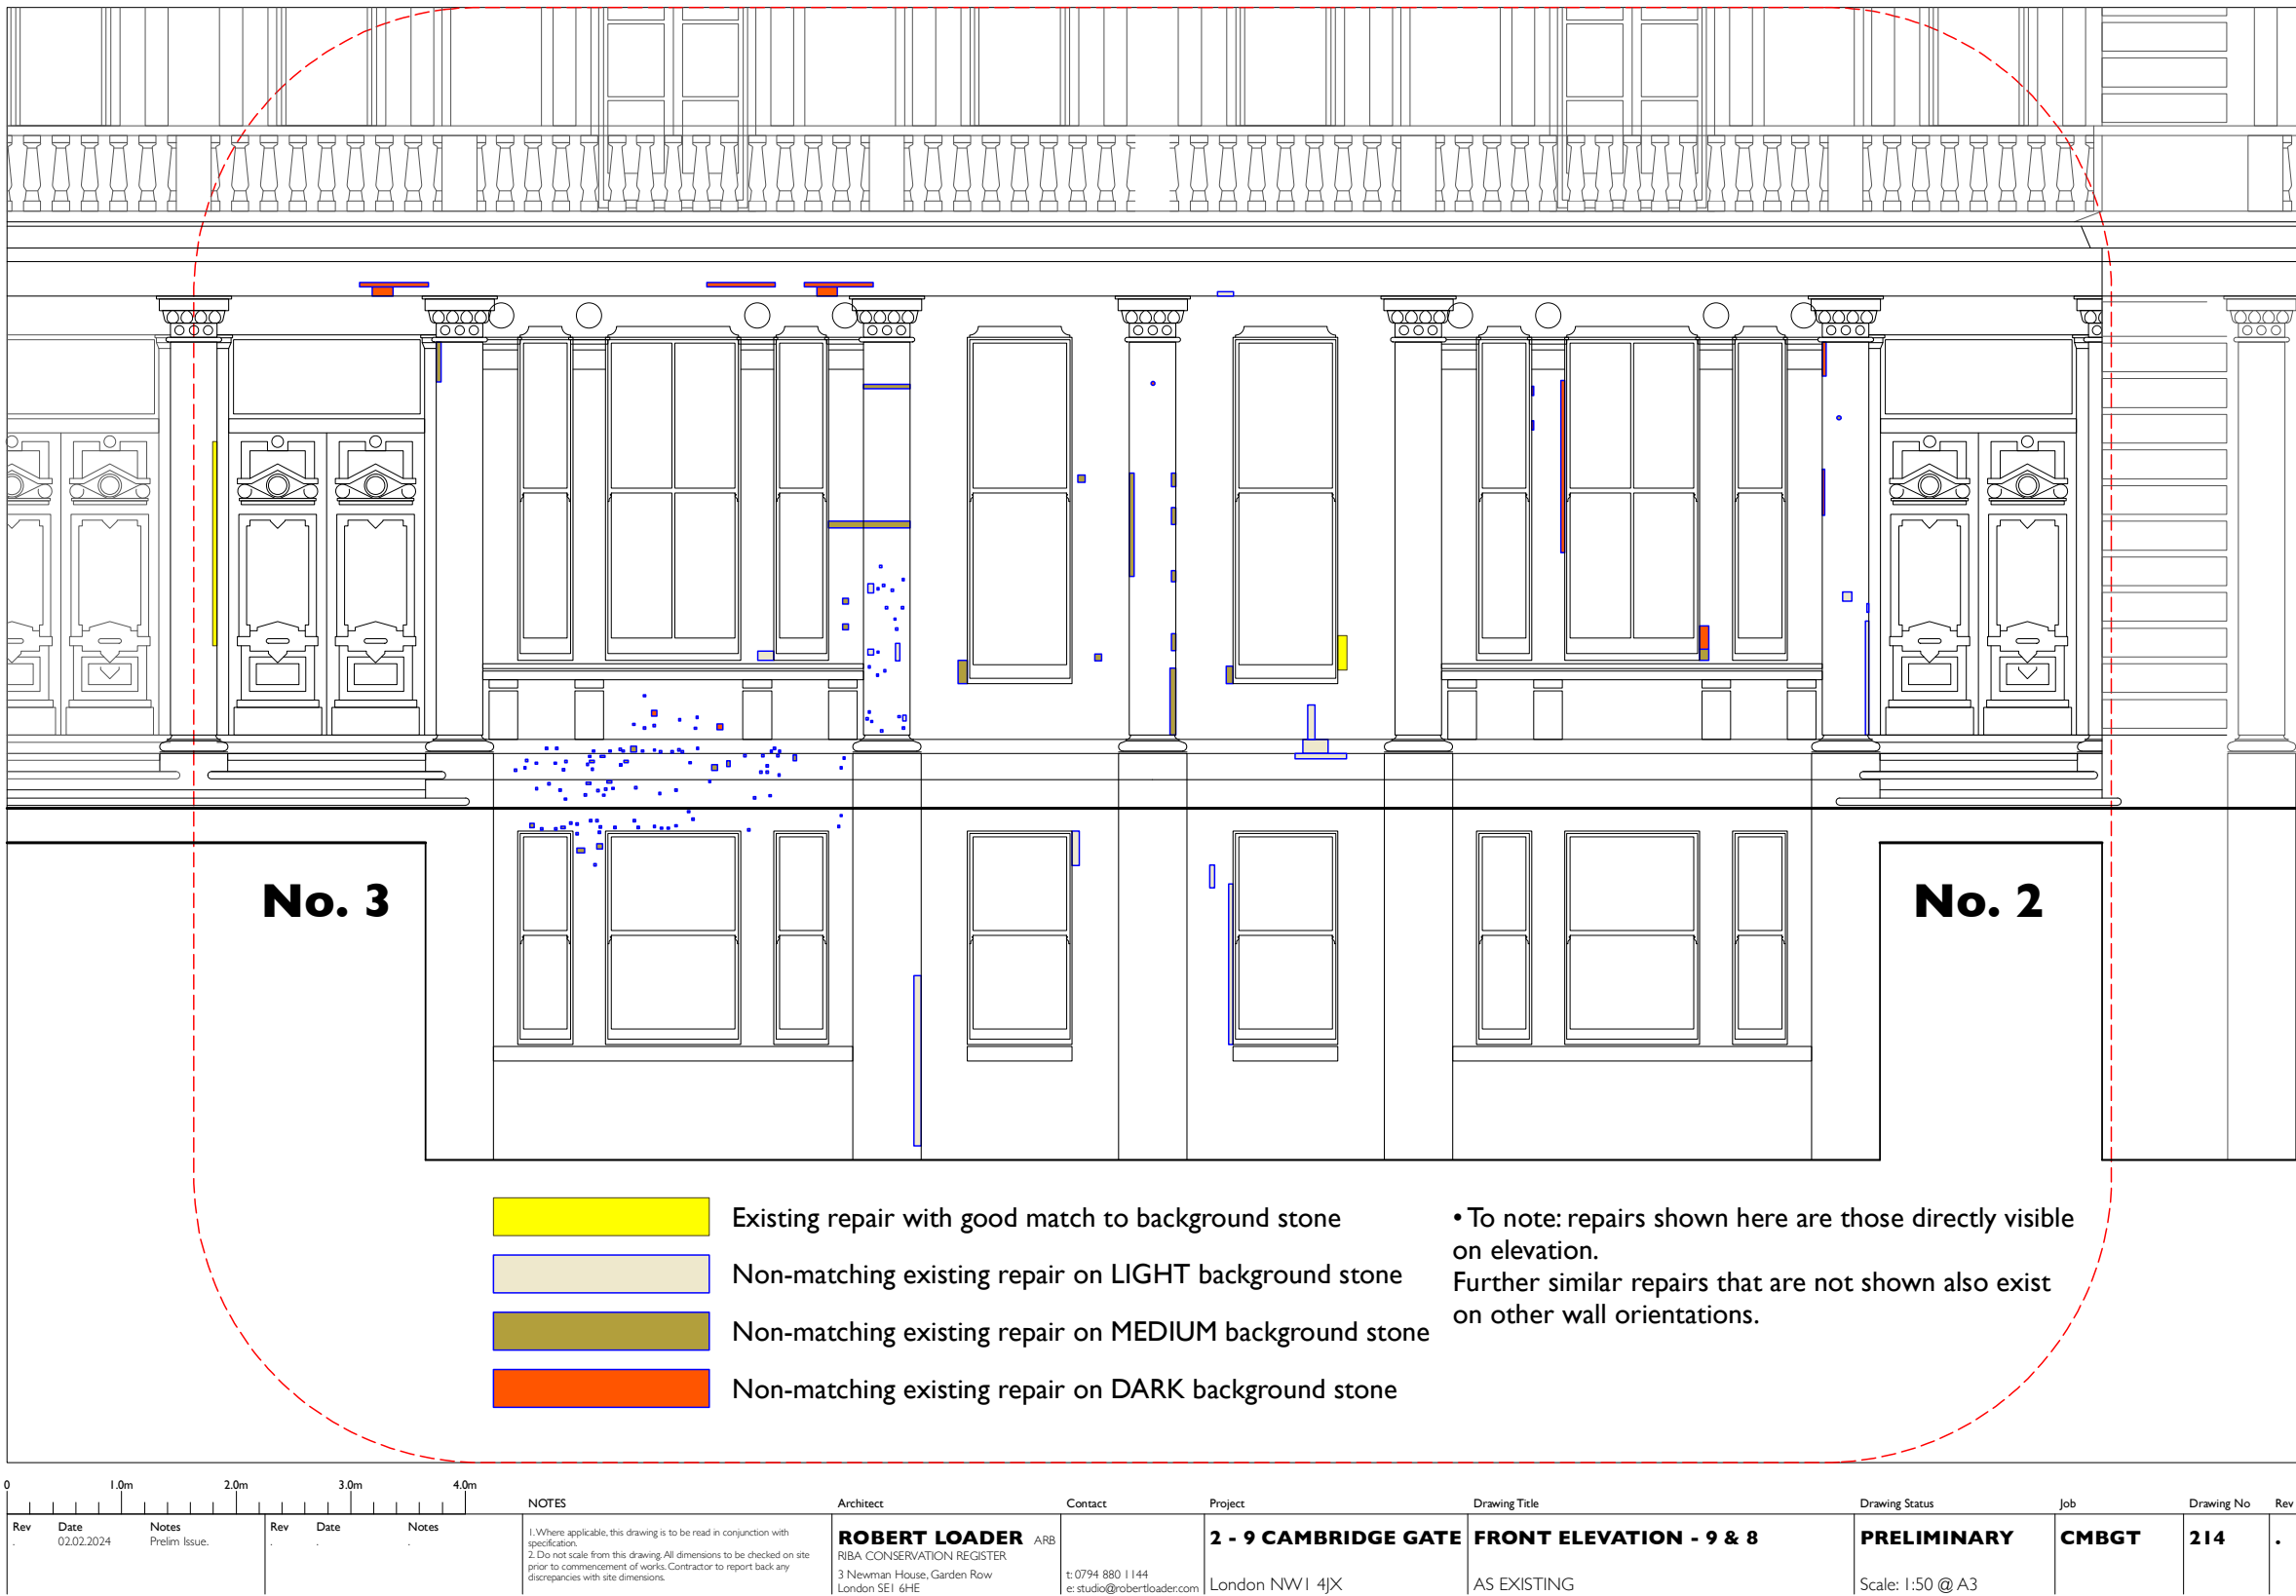 No. 3
No. 2
Existing repair with good match to background stone
Non-matching existing repair on LIGHT background stone
Non-matching existing repair on MEDIUM background stone
Non-matching existing repair on DARK background stone
• To note: repairs shown here are those directly visible
on elevation.
Further similar repairs that are not shown also exist
on other wall orientations.
0 1.0m 2.0m 3.0m 4.0m
Rev Date Notes Rev Date Notes
. 02.02.2024 Prelim Issue. . . .
NOTES
1. Where applicable, this drawing is to be read in conjunction with
specification.
2. Do not scale from this drawing. All dimensions to be checked on site
prior to commencement of works. Contractor to report back any
discrepancies with site dimensions.
Architect
ROBERT LOADER ARB
RIBA CONSERVATION REGISTER
3 Newman House, Garden Row
London SE1 6HE
Contact
t: 0794 880 1144
e: studio@robertloader.com
Project
2 - 9 CAMBRIDGE GATE
London NW1 4JX
Drawing Title
FRONT ELEVATION - 9 & 8
AS EXISTING
Drawing Status
PRELIMINARY
Scale: 1:50 @ A3
Job
CMBGT
Drawing No
214
Rev
.